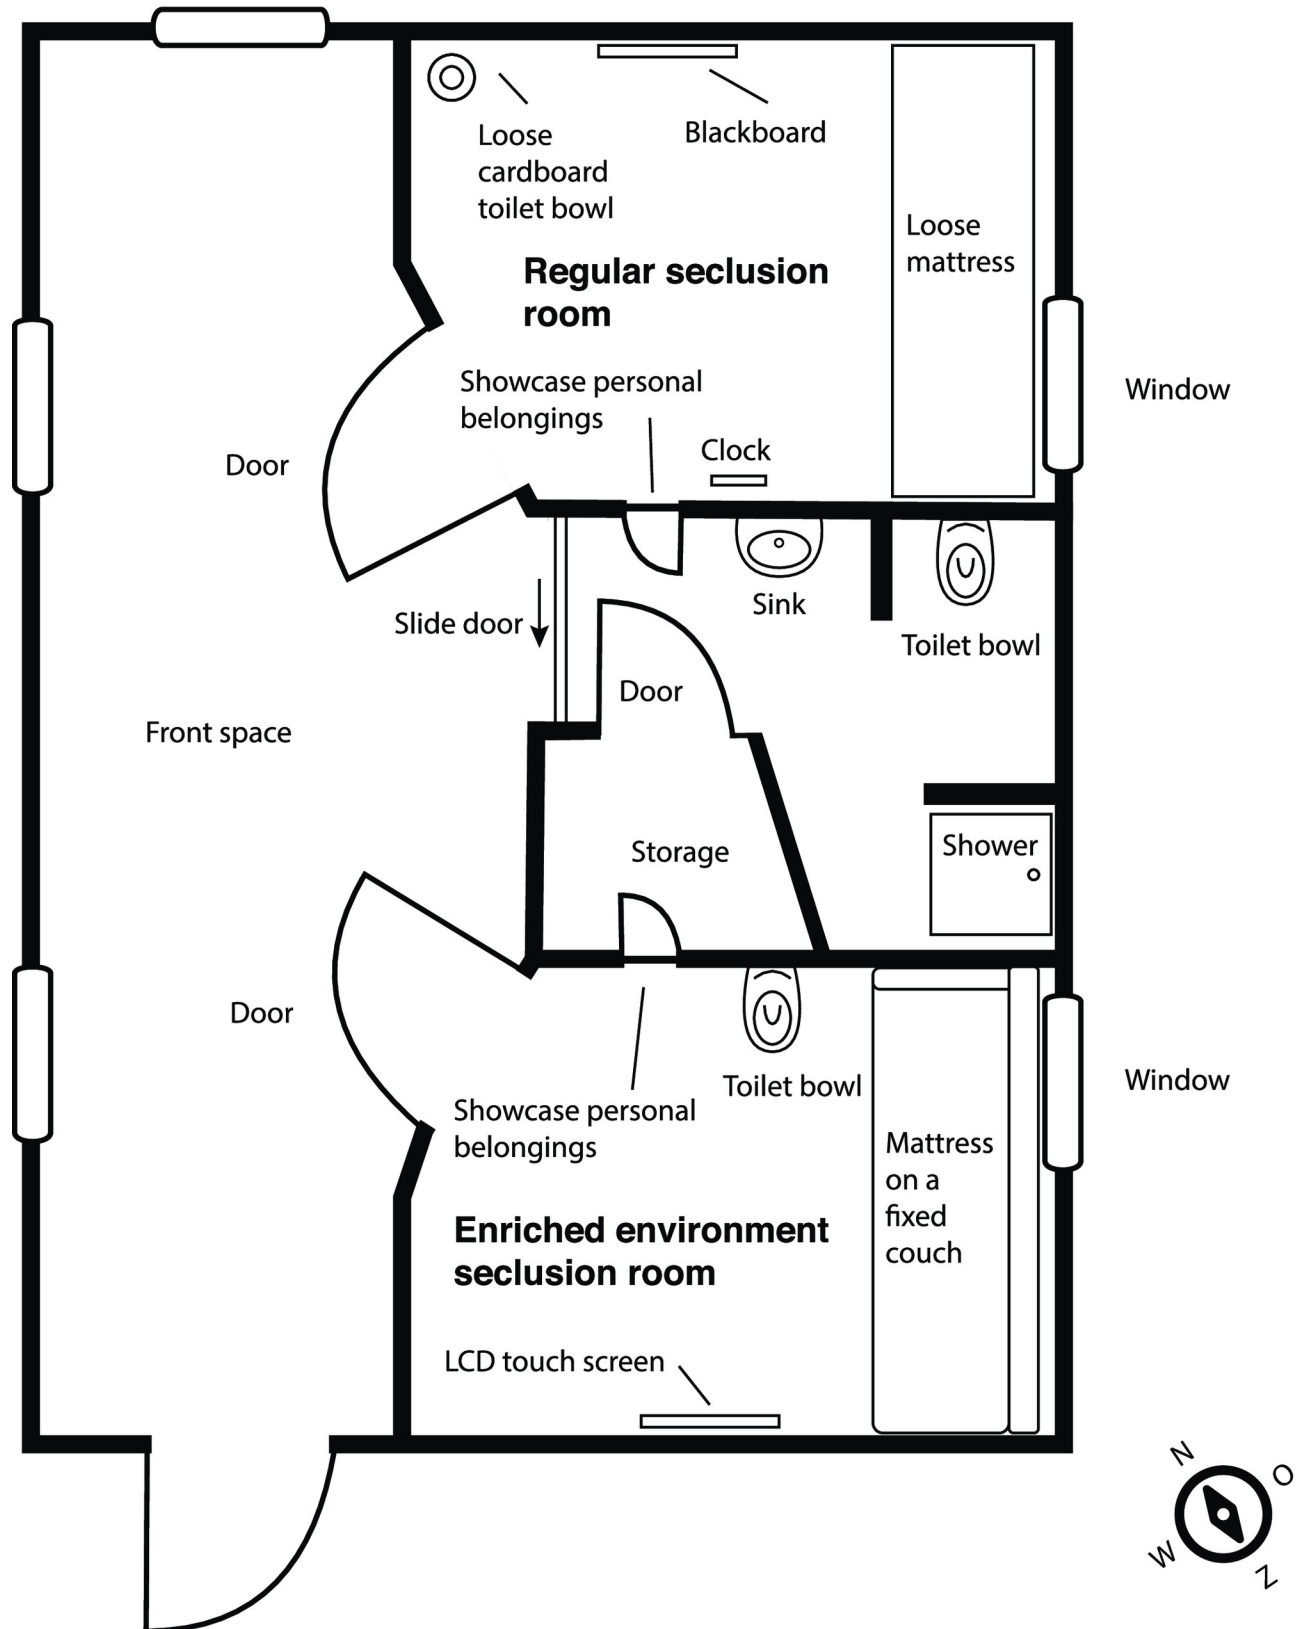 Loose
cardboard
toilet bowl
Blackboard
Loose
mattress
Regular seclusion
room
Showcase personal
belongings
Clock
Window
Door
Sink
Slide door
Toilet bowl
Door
Front space
Storage
Shower
Door
Showcase personal
belongings
Toilet bowl
Window
Mattress
on a
fixed
couch
Enriched environment
seclusion room
LCD touch screen
N
O
W
Z